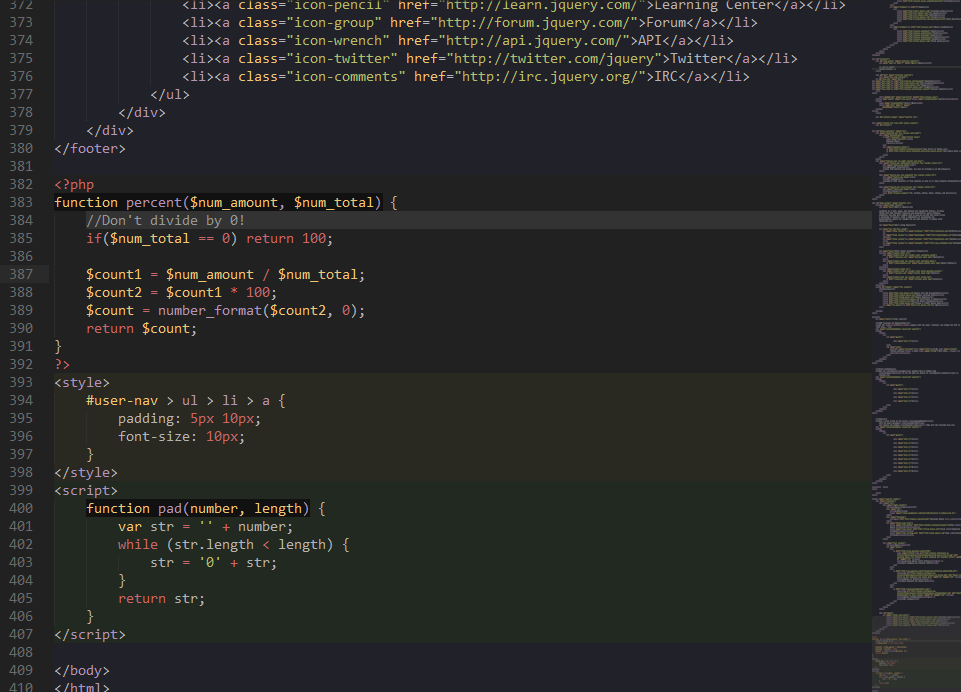 372 <li><a class="icon-pencil" href="http://learn.jquery.com/">Learning Center</a></li>
373 <li><a class="icon-group" href="http://forum.jquery.com/">Forum</a></li>
374 <li><a class="icon-wrench" href="http://api.jquery.com/">API</a></li>
375 <li><a class="icon-twitter" href="http://twitter.com/jquery">Twitter</a></li>
376 <li><a class="icon-comments" href="http://irc.jquery.org/">IRC</a></li>
377 </ul>
378 </div>
379 </div>
380 </footer>
381
382 <?php
383 function percent($num_amount, $num_total) {
384 //Don't divide by 0!
385 if($num_total == 0) return 100;
386
387 $count1 = $num_amount / $num_total;
388 $count2 = $count1 * 100;
389 $count = number_format($count2, 0);
390 return $count;
391 }
392 ?>
393 <style>
394 #user-nav > ul > li > a {
395 padding: 5px 10px;
396 font-size: 10px;
397 }
398 </style>
399 <script>
400 function pad(number, length) {
401 var str = '' + number;
402 while (str.length < length) {
403 str = '0' + str;
404 }
405 return str;
406 }
407 </script>
408
409 </body>
410 </html>